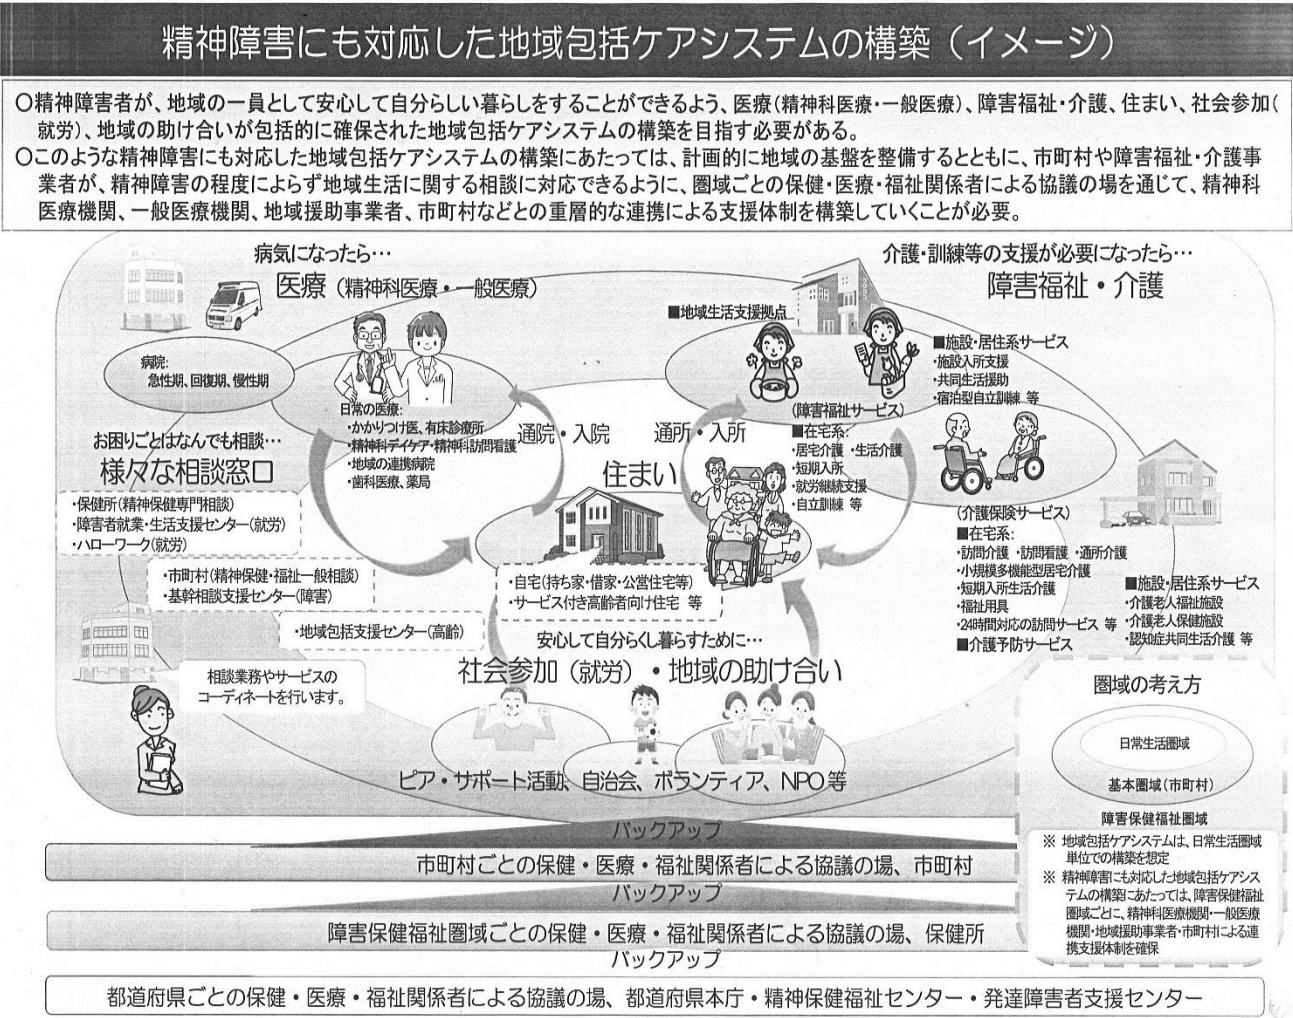 精神障害にも対応した地域包括ケアシステムの構築（イメージ）
○精神障害者が、地域の一員として安心して自分らしい暮らしをすることができるよう、医療（精神科医療・一般医療）、障害福祉・介護、住まい、社会参加（
就労）、地域の助け合いが包括的に確保された地域包括ケアシステムの構築を目指す必要がある。
○このような精神障害にも対応した地域包括ケアシステムの構築にあたっては、計画的に地域の基盤を整備するとともに、市町村や障害福祉・介護事
業者が、精神障害の程度によらず地域生活に関する相談に対応できるように、圏域ごとの保健・医療・福祉関係者による協議の場を通じて、精神科
医療機関、一般医療機関、地域援助事業者、市町村などとの重層的な連携による支援体制を構築していくことが必要。
病気になったら…
医療（精神科医療・一般医療）
病院：
急性期、回復期、慢性期
日常の医療：
・かかりつけ医、有床診療所
・精神科デイケア・精神科訪問看護
・地域の連携病院
・歯科医療、薬局
介護・訓練等の支援が必要になったら…
障害福祉・介護
■地域生活支援拠点
■施設・居住系サービス
・施設入所支援
・共同生活援助
・宿泊型自立訓練 等
（障害福祉サービス）
■在宅系：
・居宅介護 ・生活介護
・短期入所
・就労継続支援
・自立訓練 等
（介護保険サービス）
■在宅系：
・訪問介護 ・訪問看護 ・通所介護
・小規模多機能型居宅介護
・短期入所生活介護
・福祉用具
・24時間対応の訪問サービス 等
■介護予防サービス
■施設・居住系サービス
・介護老人福祉施設
・介護老人保健施設
・認知症共同生活介護 等
通院・入院
通所・入所
住まい
・自宅（持ち家・借家・公営住宅等）
・サービス付き高齢者向け住宅 等
お困りごとはなんでも相談…
様々な相談窓口
・保健所（精神保健専門相談）
・障害者就業・生活支援センター（就労）
・ハローワーク（就労）
・市町村（精神保健・福祉一般相談）
・基幹相談支援センター（障害）
・地域包括支援センター（高齢）
相談業務やサービスの
コーディネートを行います。
安心して自分らしく暮らすために…
社会参加（就労）・地域の助け合い
ピア・サポート活動、自治会、ボランティア、NPO等
圏域の考え方
日常生活圏域
基本圏域（市町村）
障害保健福祉圏域
※ 地域包括ケアシステムは、日常生活圏域
単位での構築を想定
※ 精神障害にも対応した地域包括ケアシス
テムの構築にあたっては、障害保健福祉
圏域ごとに、精神科医療機関・一般医療
機関・地域援助事業者・市町村による連
携支援体制を確保
バックアップ
市町村ごとの保健・医療・福祉関係者による協議の場、市町村
バックアップ
障害保健福祉圏域ごとの保健・医療・福祉関係者による協議の場、保健所
バックアップ
都道府県ごとの保健・医療・福祉関係者による協議の場、都道府県本庁・精神保健福祉センター・発達障害者支援センター